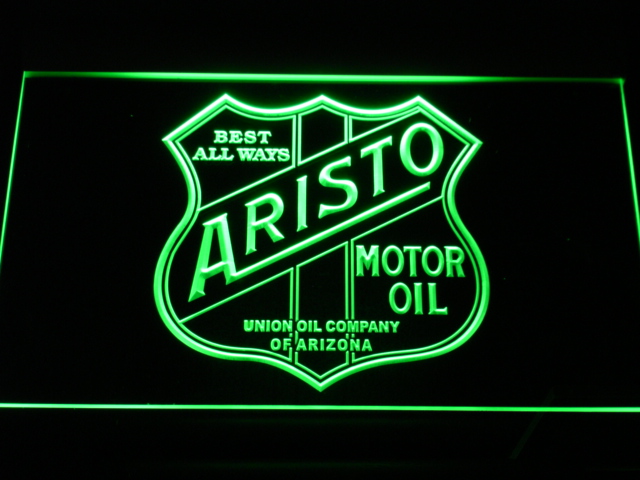 BEST
ALL WAYS
ARISTO
MOTOR
OIL
UNION OIL COMPANY
OF ARIZONA